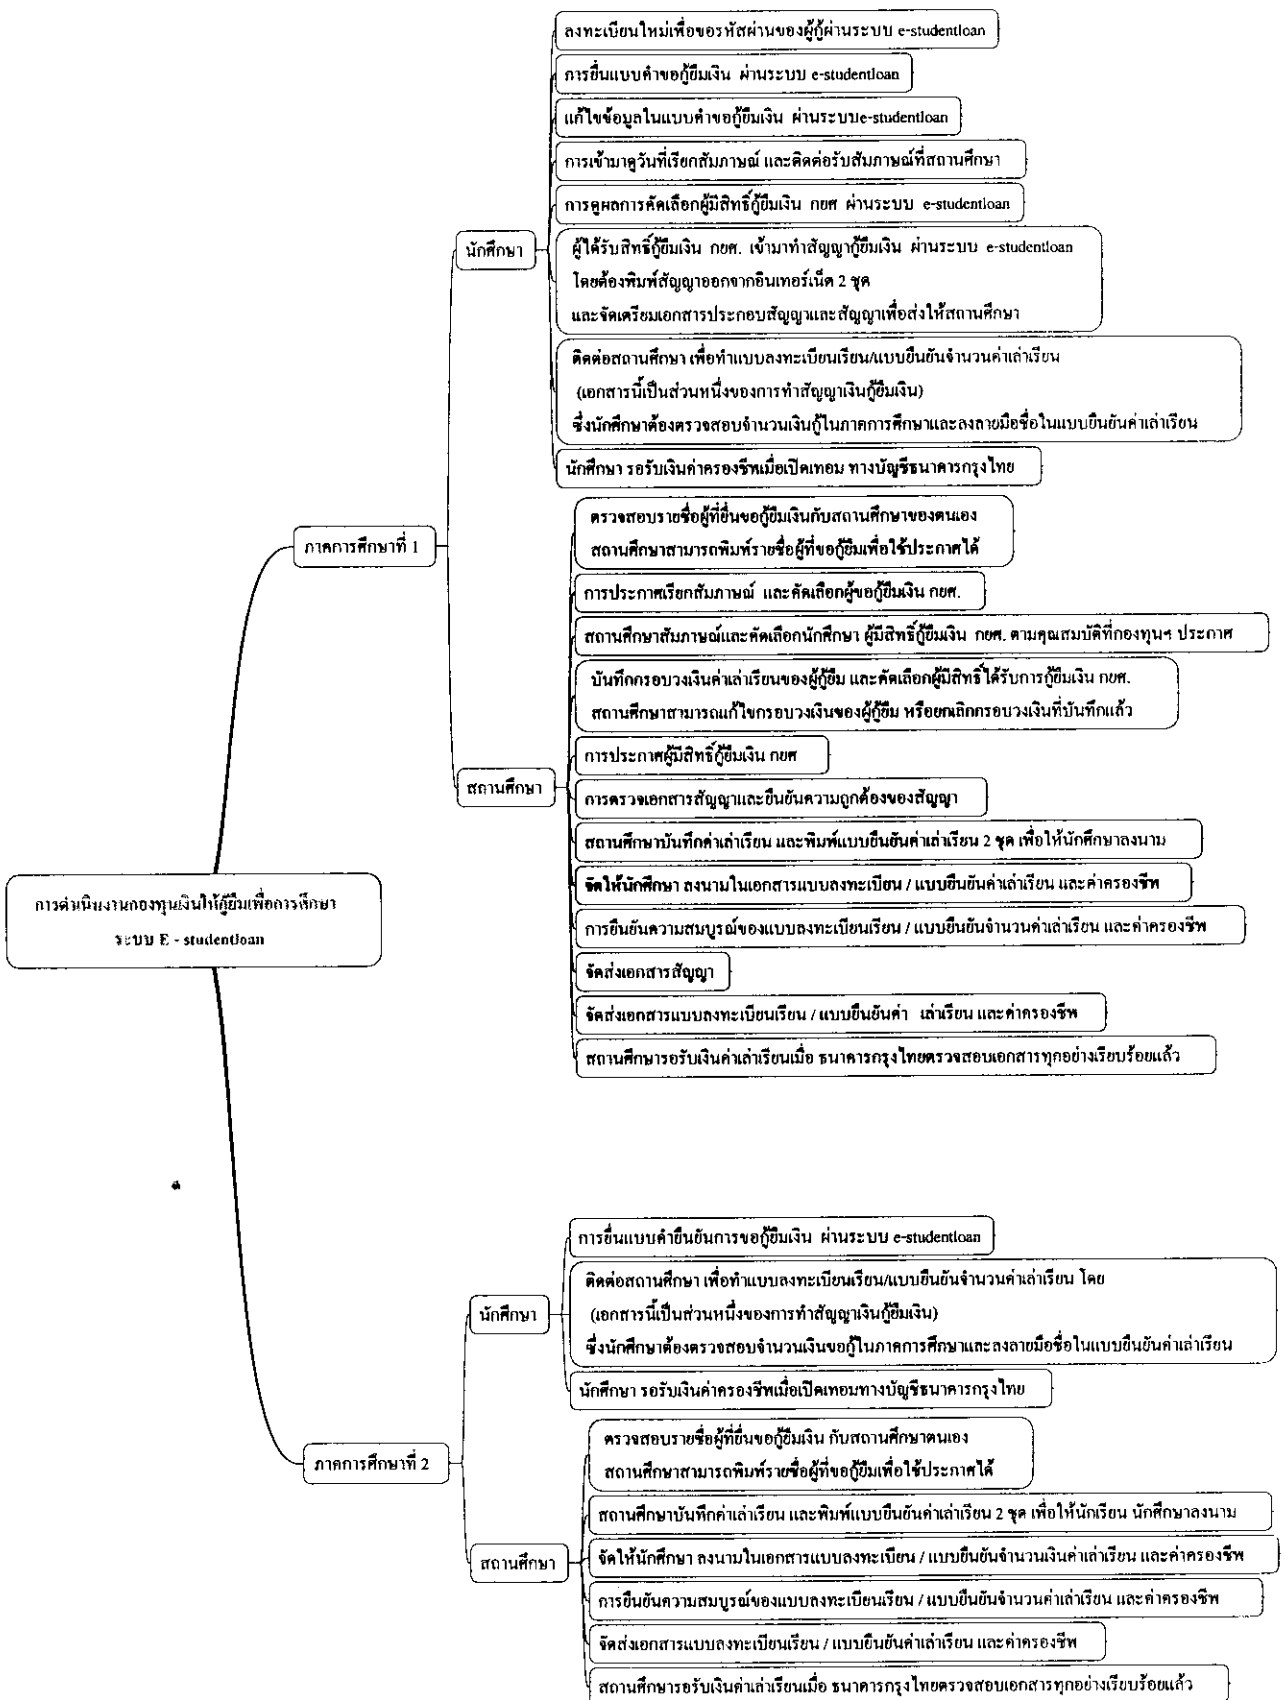 ลงทะเบียนใหม่เพื่อขอรหัสผ่านของผู้กู้ผ่านระบบ e-studentloan
การยื่นแบบคำขอกู้ยืมเงิน ผ่านระบบ e-studentloan
แก้ไขข้อมูลในแบบคำขอกู้ยืมเงิน ผ่านระบบe-studentloan
การเข้ามาดูวันที่เรียกสัมภาษณ์ และติดต่อรับสัมภาษณ์ที่สถานศึกษา
การดูผลการคัดเลือกผู้มีสิทธิ์กู้ยืมเงิน กยศ ผ่านระบบ e-studentloan
นักศึกษา
ผู้ได้รับสิทธิ์กู้ยืมเงิน กยศ. เข้ามาทำสัญญากู้ยืมเงิน ผ่านระบบ e-studentloan
โดยต้องพิมพ์สัญญาออกจากอินเทอร์เน็ต 2 ชุด
และจัดเตรียมเอกสารประกอบสัญญาและสัญญาเพื่อส่งให้สถานศึกษา
ติดต่อสถานศึกษา เพื่อทำแบบลงทะเบียนเรียน/แบบยืนยันจำนวนค่าเล่าเรียน
(เอกสารนี้เป็นส่วนหนึ่งของการทำสัญญาเงินกู้ยืมเงิน)
ซึ่งนักศึกษาต้องตรวจสอบจำนวนเงินกู้ในภาคการศึกษาและลงลายมือชื่อในแบบยืนยันค่าเล่าเรียน
นักศึกษา รอรับเงินค่าครองชีพเมื่อเปิดเทอม ทางบัญชีธนาคารกรุงไทย
ภาคการศึกษาที่ 1
ตรวจสอบรายชื่อผู้ที่ยื่นขอกู้ยืมเงินกับสถานศึกษาของตนเอง
สถานศึกษาสามารถพิมพ์รายชื่อผู้ที่ขอกู้ยืมเพื่อใช้ประกาศได้
การประกาศเรียกสัมภาษณ์ และคัดเลือกผู้ขอกู้ยืมเงิน กยศ.
สถานศึกษาสัมภาษณ์และคัดเลือกนักศึกษา ผู้มีสิทธิ์กู้ยืมเงิน กยศ. ตามคุณสมบัติที่กองทุนฯ ประกาศ
บันทึกกรอบวงเงินค่าเล่าเรียนของผู้กู้ยืม และคัดเลือกผู้มีสิทธิ์ได้รับการกู้ยืมเงิน กยศ.
สถานศึกษาสามารถแก้ไขกรอบวงเงินของผู้กู้ยืม หรือยกเลิกกรอบวงเงินที่บันทึกแล้ว
การประกาศผู้มีสิทธิ์กู้ยืมเงิน กยศ
สถานศึกษา
การตรวจเอกสารสัญญาและยืนยันความถูกต้องของสัญญา
สถานศึกษาบันทึกค่าเล่าเรียน และพิมพ์แบบยืนยันค่าเล่าเรียน 2 ชุด เพื่อให้นักศึกษาลงนาม
จัดให้นักศึกษา ลงนามในเอกสารแบบลงทะเบียน / แบบยืนยันค่าเล่าเรียน และค่าครองชีพ
การยืนยันความสมบูรณ์ของแบบลงทะเบียนเรียน / แบบยืนยันจำนวนค่าเล่าเรียน และค่าครองชีพ
จัดส่งเอกสารสัญญา
จัดส่งเอกสารแบบลงทะเบียนเรียน / แบบยืนยันค่า เล่าเรียน และค่าครองชีพ
สถานศึกษารอรับเงินค่าเล่าเรียนเมื่อ ธนาคารกรุงไทยตรวจสอบเอกสารทุกอย่างเรียบร้อยแล้ว
การดำเนินงานกองทุนเงินให้กู้ยืมเพื่อการศึกษา
ระบบ E - studentloan
การยื่นแบบคำยืนยันการขอกู้ยืมเงิน ผ่านระบบ e-studentloan
นักศึกษา
ติดต่อสถานศึกษา เพื่อทำแบบลงทะเบียนเรียน/แบบยืนยันจำนวนค่าเล่าเรียน โดย
(เอกสารนี้เป็นส่วนหนึ่งของการทำสัญญาเงินกู้ยืมเงิน)
ซึ่งนักศึกษาต้องตรวจสอบจำนวนเงินขอกู้ในภาคการศึกษาและลงลายมือชื่อในแบบยืนยันค่าเล่าเรียน
นักศึกษา รอรับเงินค่าครองชีพเมื่อเปิดเทอมทางบัญชีธนาคารกรุงไทย
ภาคการศึกษาที่ 2
ตรวจสอบรายชื่อผู้ที่ยื่นขอกู้ยืมเงิน กับสถานศึกษาตนเอง
สถานศึกษาสามารถพิมพ์รายชื่อผู้ที่ขอกู้ยืมเพื่อใช้ประกาศได้
สถานศึกษาบันทึกค่าเล่าเรียน และพิมพ์แบบยืนยันค่าเล่าเรียน 2 ชุด เพื่อให้นักเรียน นักศึกษาลงนาม
สถานศึกษา
จัดให้นักศึกษา ลงนามในเอกสารแบบลงทะเบียน / แบบยืนยันจำนวนเงินค่าเล่าเรียน และค่าครองชีพ
การยืนยันความสมบูรณ์ของแบบลงทะเบียนเรียน / แบบยืนยันจำนวนค่าเล่าเรียน และค่าครองชีพ
จัดส่งเอกสารแบบลงทะเบียนเรียน / แบบยืนยันค่าเล่าเรียน และค่าครองชีพ
สถานศึกษารอรับเงินค่าเล่าเรียนเมื่อ ธนาคารกรุงไทยตรวจสอบเอกสารทุกอย่างเรียบร้อยแล้ว